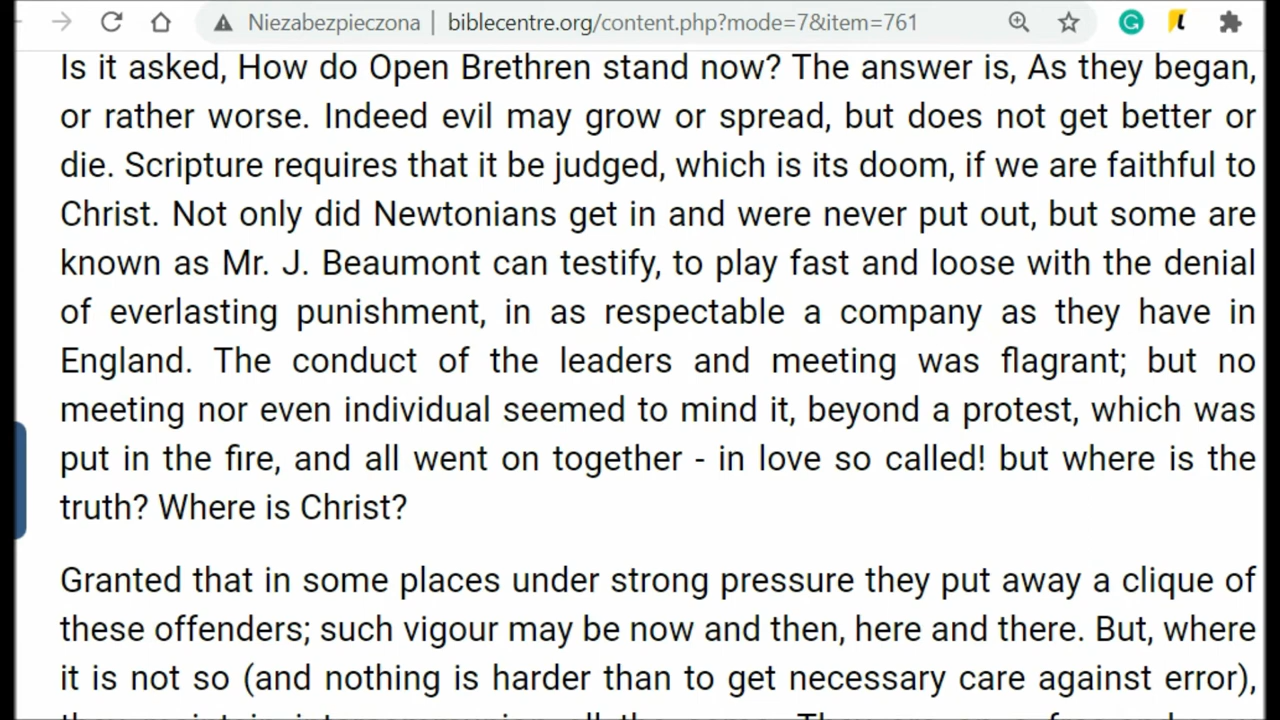 Niezabezpieczona | biblecentre.org/content.php?mode=7&item=761
Is it asked, How do Open Brethren stand now? The answer is, As they began,
or rather worse. Indeed evil may grow or spread, but does not get better or
die. Scripture requires that it be judged, which is its doom, if we are faithful to
Christ. Not only did Newtonians get in and were never put out, but some are
known as Mr. J. Beaumont can testify, to play fast and loose with the denial
of everlasting punishment, in as respectable a company as they have in
England. The conduct of the leaders and meeting was flagrant; but no
meeting nor even individual seemed to mind it, beyond a protest, which was
put in the fire, and all went on together - in love so called! but where is the
truth? Where is Christ?
Granted that in some places under strong pressure they put away a clique of
these offenders; such vigour may be now and then, here and there. But, where
it is not so (and nothing is harder than to get necessary care against error),